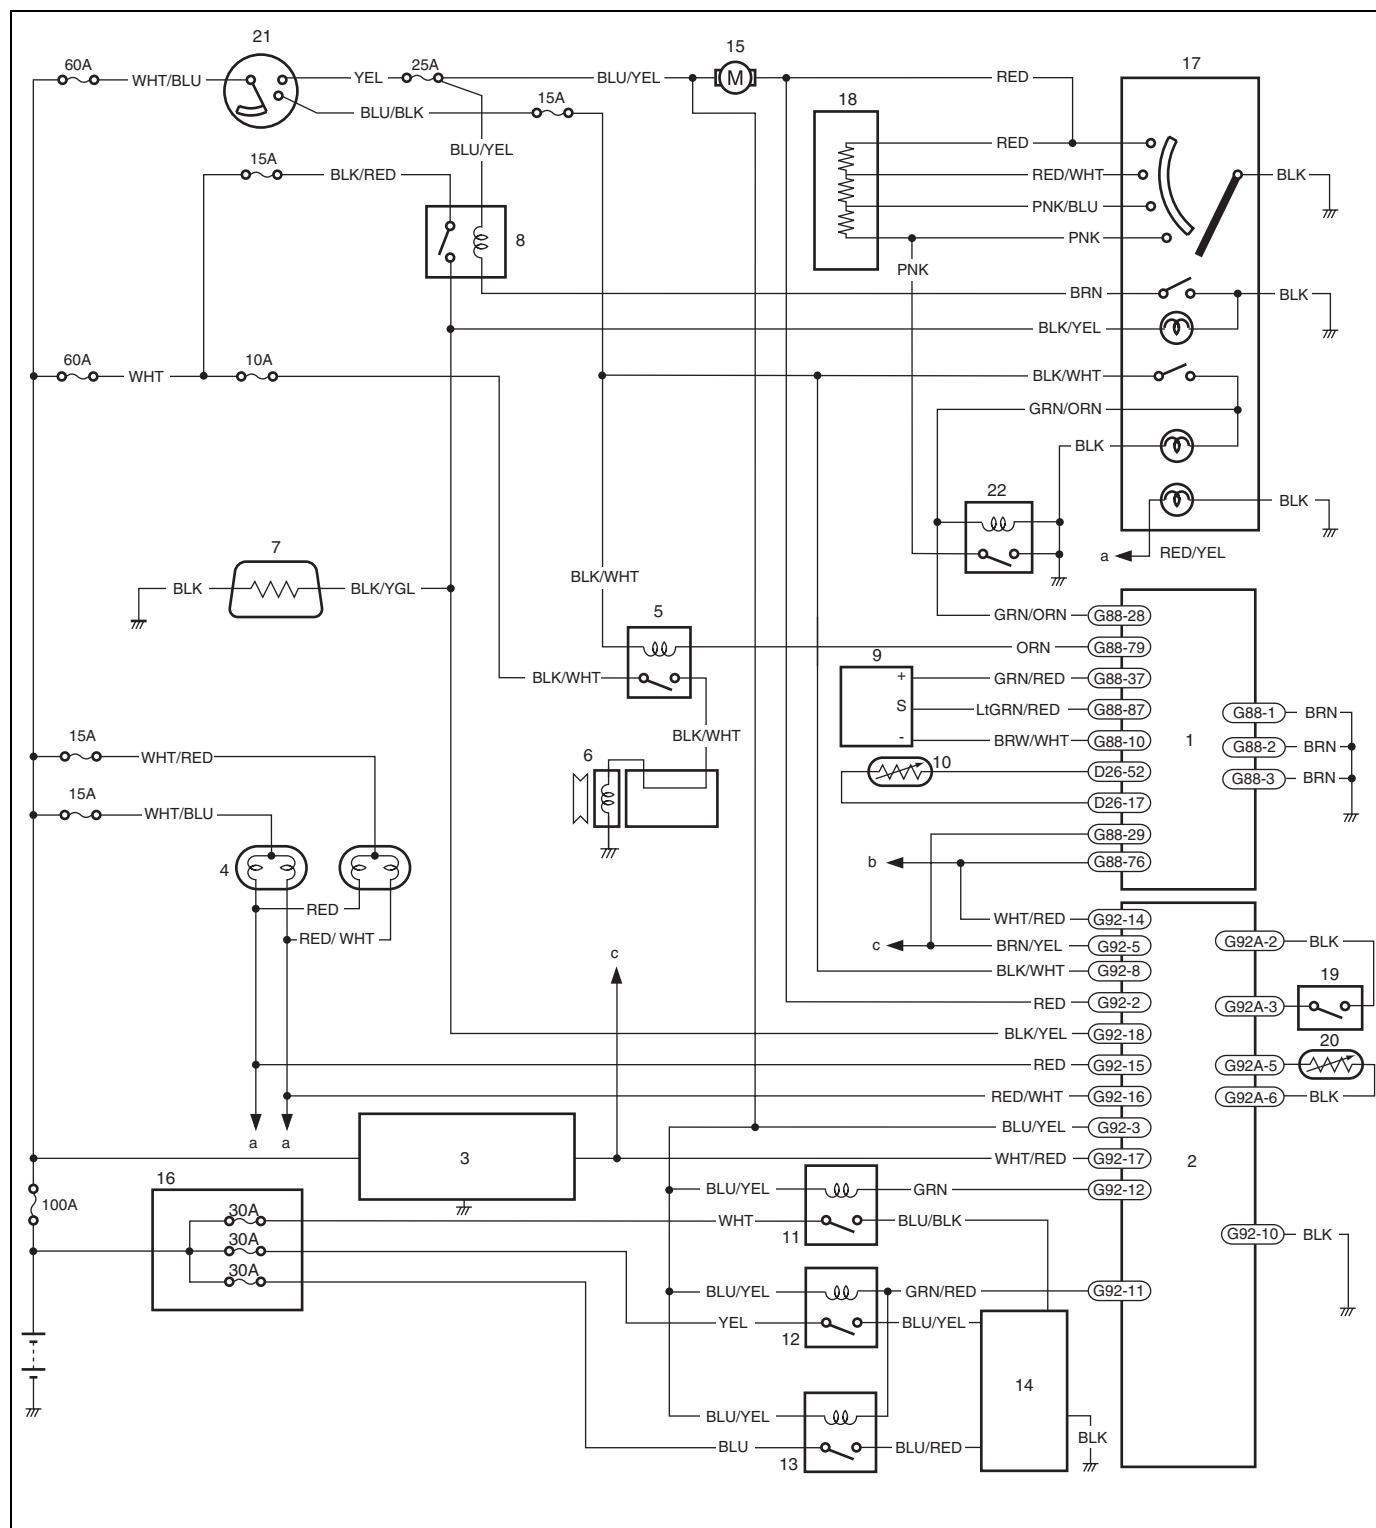 21
15
60A
WHT/BLU
YEL
25A
BLU/YEL
M
RED
17
15A
18
BLU/BLK
RED
15A
BLK/RED
BLU/YEL
RED/WHT
BLK
PNK/BLU
8
PNK
PNK
BRN
BLK
BLK/YEL
60A
10A
WHT
BLK/WHT
GRN/ORN
BLK
22
BLK
7
a
RED/YEL
BLK/WHT
BLK
BLK/YGL
5
GRN/ORN
G88-28
ORN
G88-79
9
BLK/WHT
+
GRN/RED
G88-37
S
LtGRN/RED
G88-87
G88-1
BRN
15A
BLK/WHT
-
BRW/WHT
G88-10
1
G88-2
BRN
WHT/RED
6
10
D26-52
G88-3
BRN
15A
D26-17
WHT/BLU
G88-29
4
b
G88-76
RED
WHT/RED
G92-14
RED/ WHT
c
BRN/YEL
G92-5
G92A-2
BLK
c
BLK/WHT
G92-8
19
RED
G92-2
G92A-3
BLK/YEL
G92-18
20
RED
G92-15
G92A-5
RED/WHT
G92-16
G92A-6
BLK
a
a
BLU/YEL
G92-3
3
WHT/RED
G92-17
2
16
BLU/YEL
GRN
G92-12
100A
30A
WHT
BLU/BLK
11
G92-10
BLK
30A
30A
BLU/YEL
GRN/RED
G92-11
YEL
BLU/YEL
12
14
BLU/YEL
BLK
BLU
BLU/RED
13